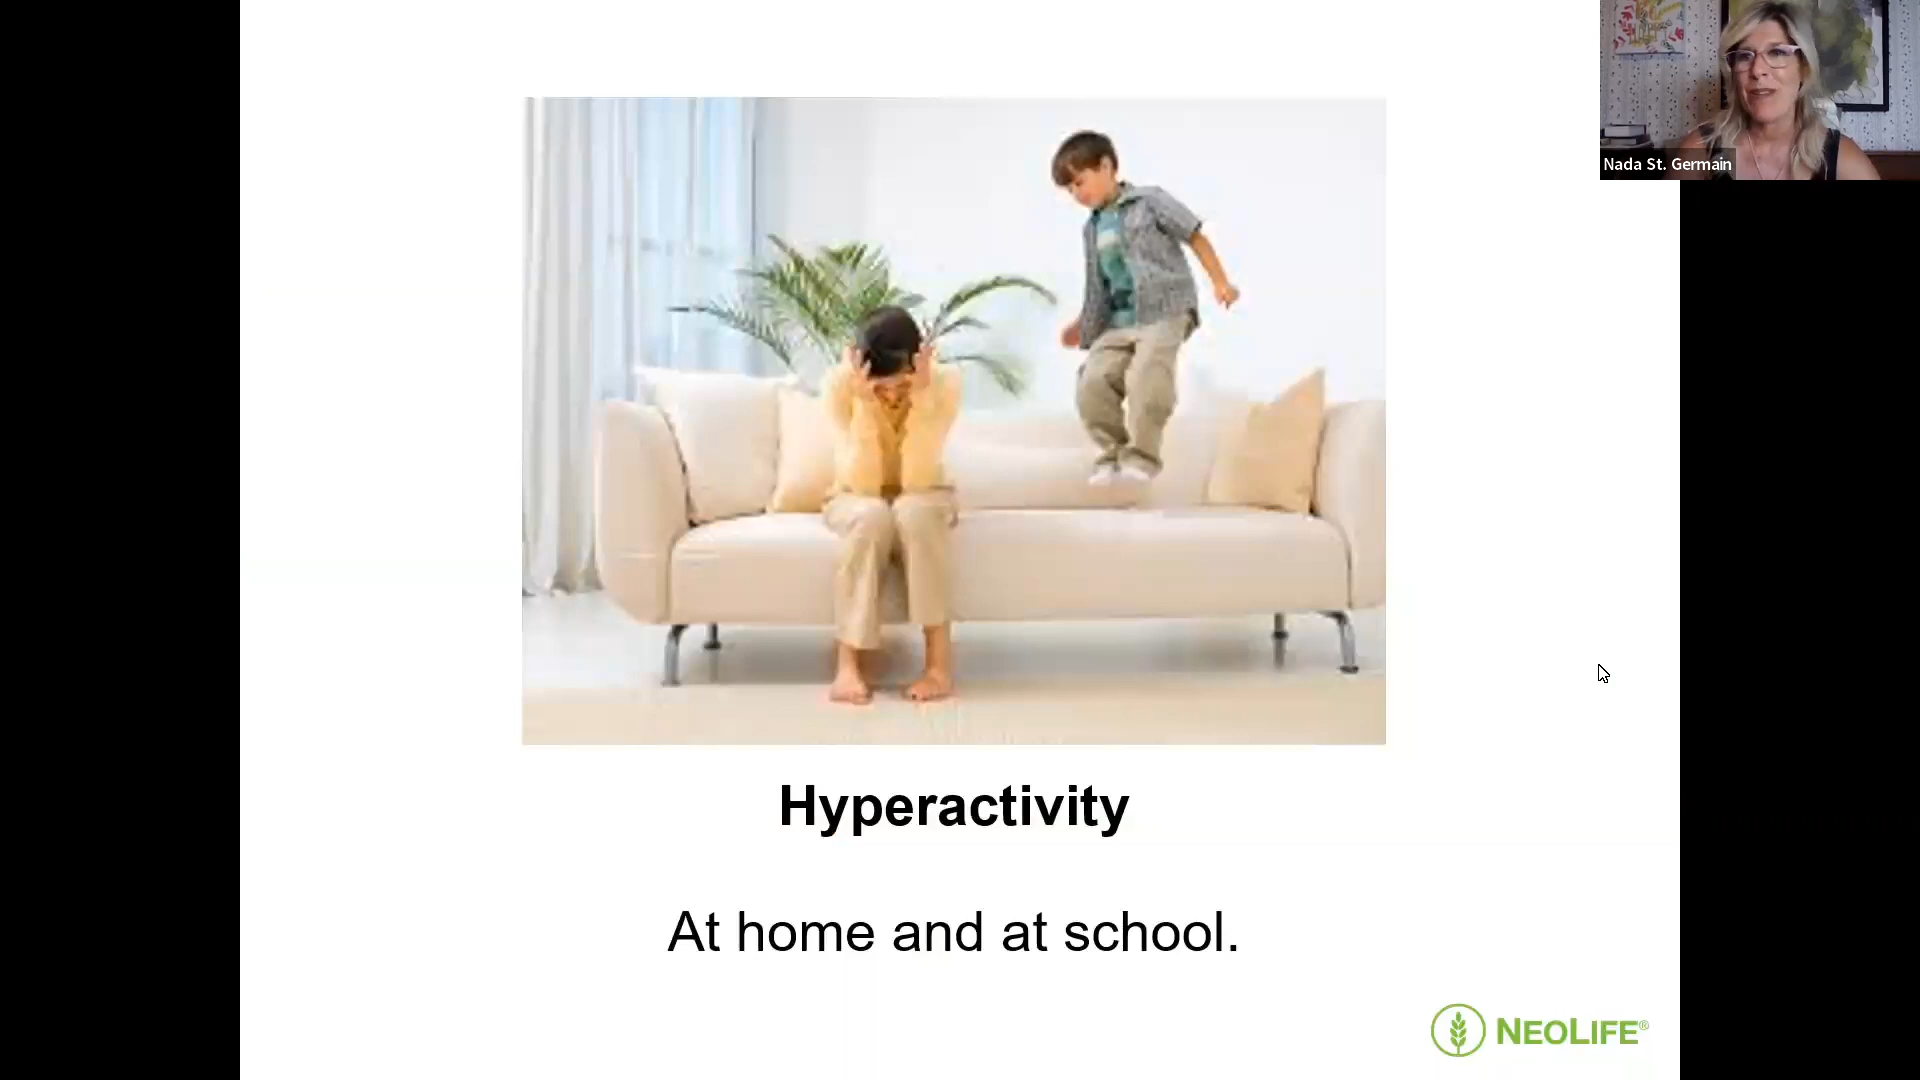 Nada St. Germain
Hyperactivity
At home and at school.
NEOLIFE®